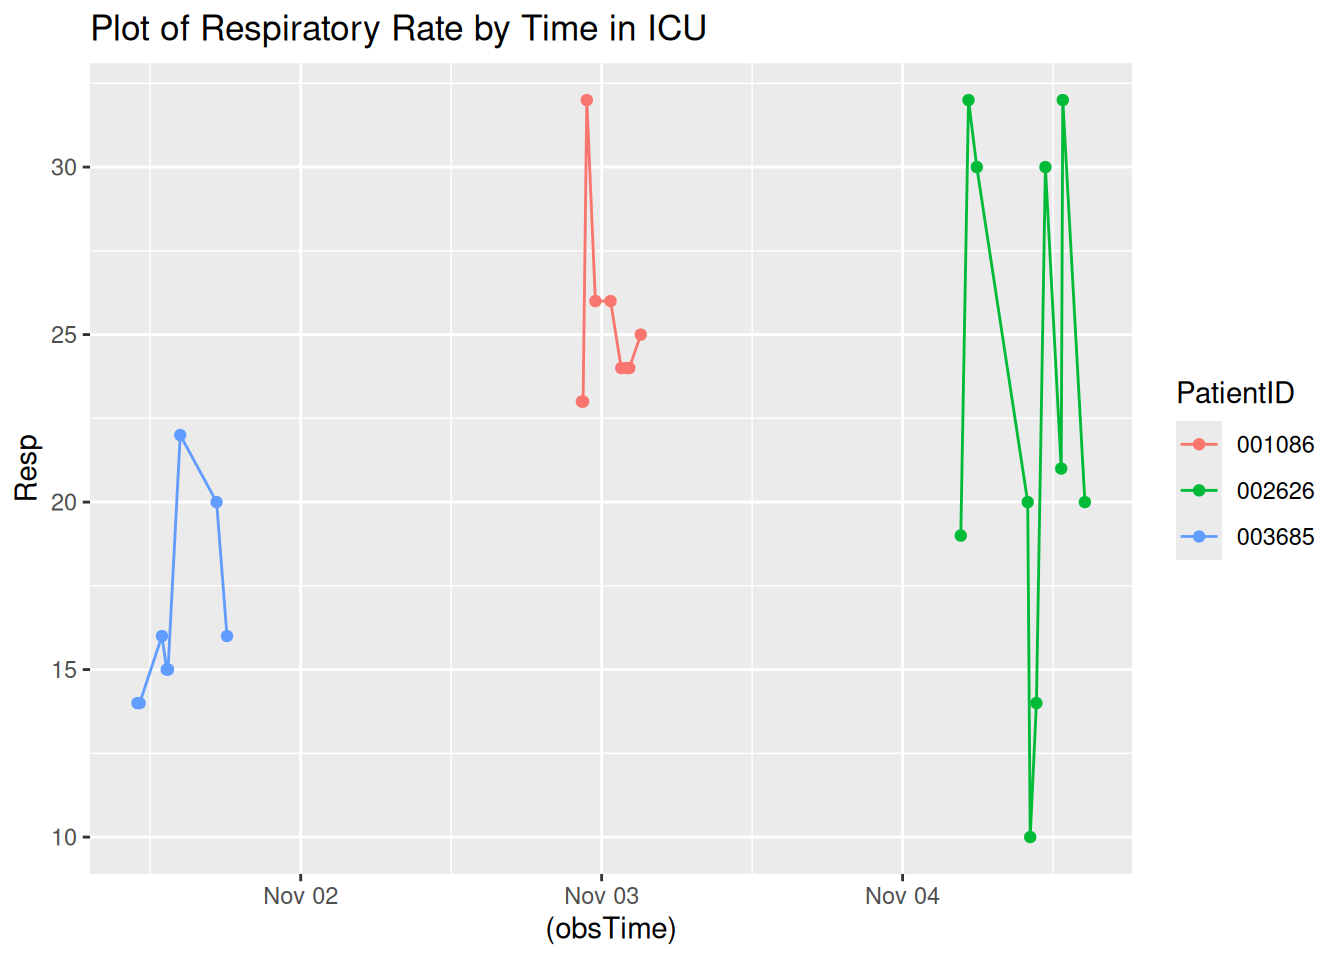 Plot of Respiratory Rate by Time in ICU
Resp
30
25
20
15
10
Nov 02
Nov 03
Nov 04
(obsTime)
PatientID
001086
002626
003685